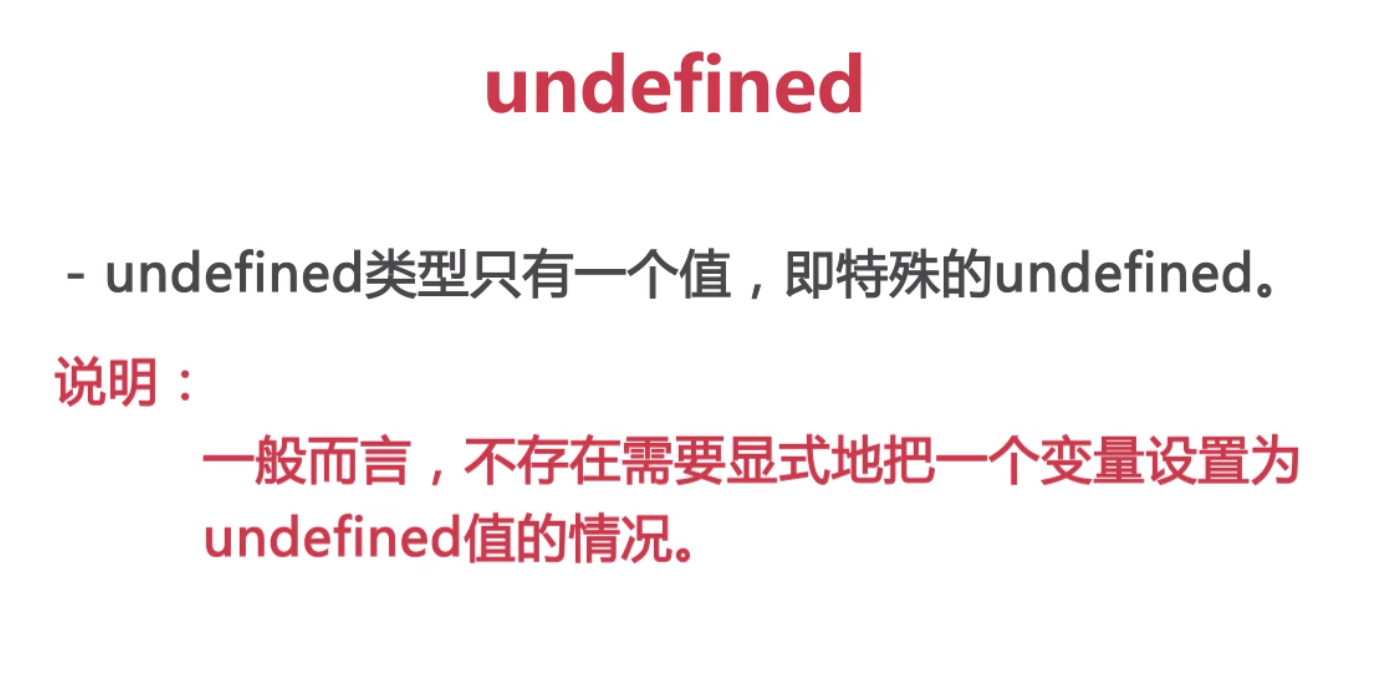 undefined
- undefined类型只有一个值，即特殊的undefined。
说明：
一般而言，不存在需要显式地把一个变量设置为
undefined值的情况。